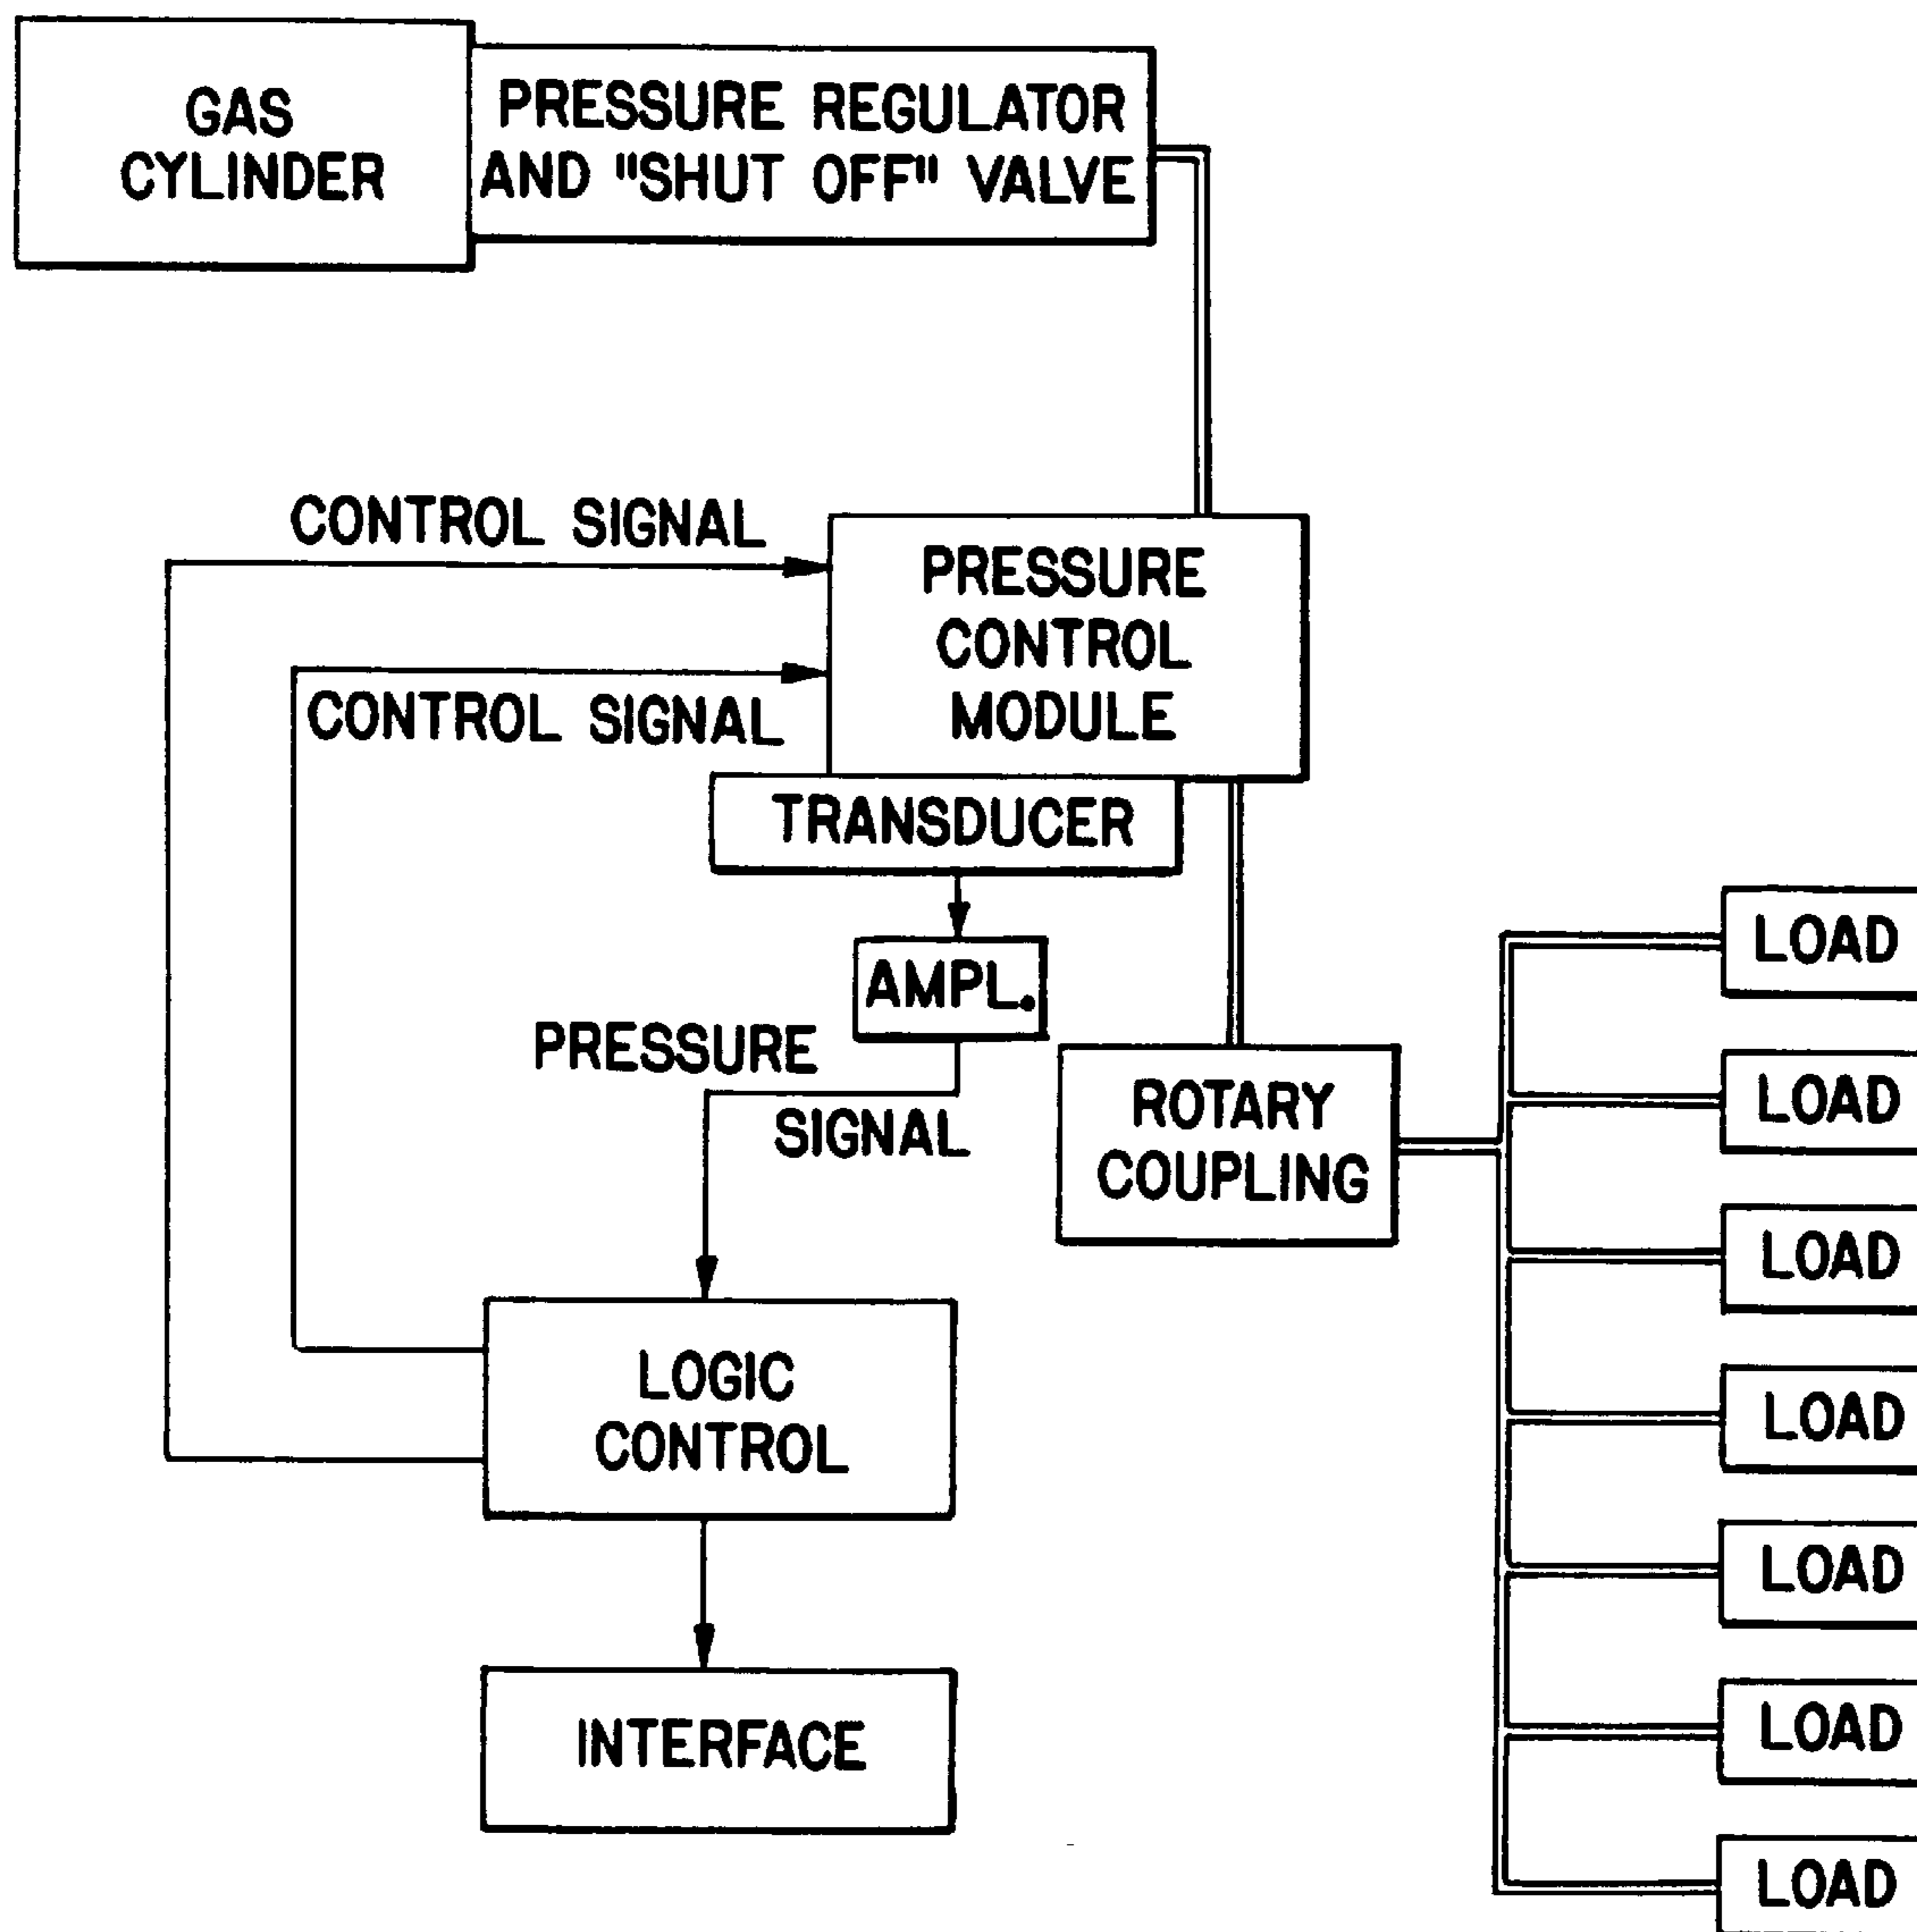 GAS
CYLINDER
PRESSURE REGULATOR
AND "SHUT OFF" VALVE
CONTROL SIGNAL
PRESSURE
CONTROL
MODULE
CONTROL SIGNAL
TRANSDUCER
AMPL.
PRESSURE
SIGNAL
ROTARY
COUPLING
LOAD
LOAD
LOAD
LOAD
LOAD
LOAD
LOAD
LOGIC
CONTROL
INTERFACE